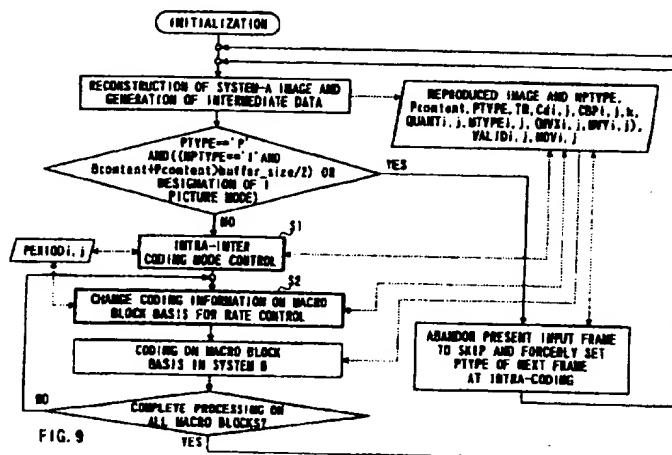 INITIALIZATION
RECONSTRUCTION OF SYSTEM-A IMAGE AND
GENERATION OF INTERMEDIATE DATA
REPRODUCED IMAGE AND NPTYPE,
Pcontent, PTYPE, TR, Cdi, j, CBPi, j, k,
QUANTi, j, MTYPEi, j, (MVXi, j, MVYi, j),
VALIDi, j, MDVi, j
PTYPE=='P'
AND((NPTYPE=='I'AND
Bcontent+Pcontent>buffer_size/2) OR
DESIGNATION OF I
PICTURE MODE)
YES
NO
S1
PERIODi, j
INTRA-INTER
CODING MODE CONTROL
S2
CHANGE CODING INFORMATION ON MACRO
BLOCK BASIS FOR RATE CONTROL
CODING ON MACRO BLOCK
BASIS IN SYSTEM B
ABANDON PRESENT INPUT FRAME
TO SKIP AND FORCERLY SET
PTYPE OF NEXT FRAME
AT INTRA-CODING
NO
COMPLETE PROCESSING ON
ALL MACRO BLOCKS?
FIG. 9
YES